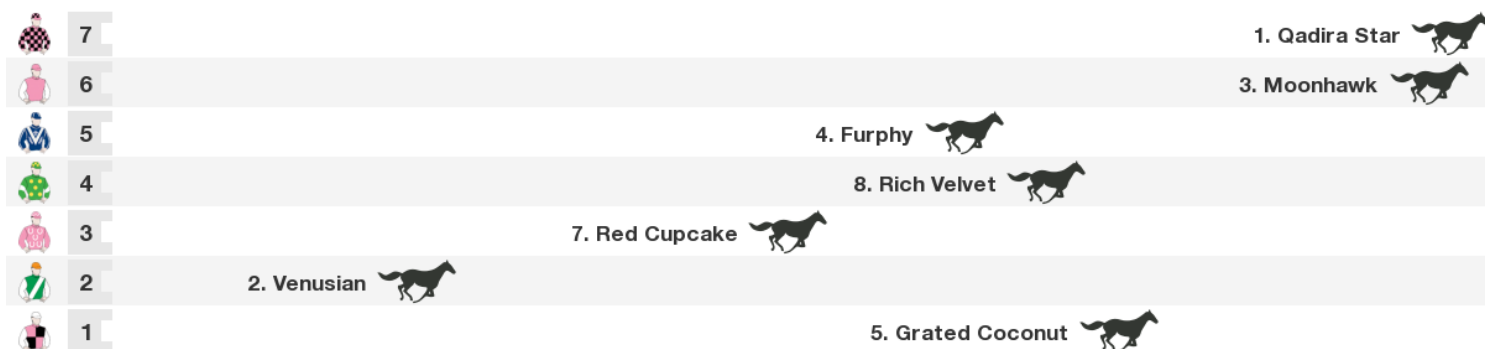 7 1. Qadira Star
6 3. Moonhawk
5 4. Furphy
4 8. Rich Velvet
3 7. Red Cupcake
2 2. Venusian
1 5. Grated Coconut